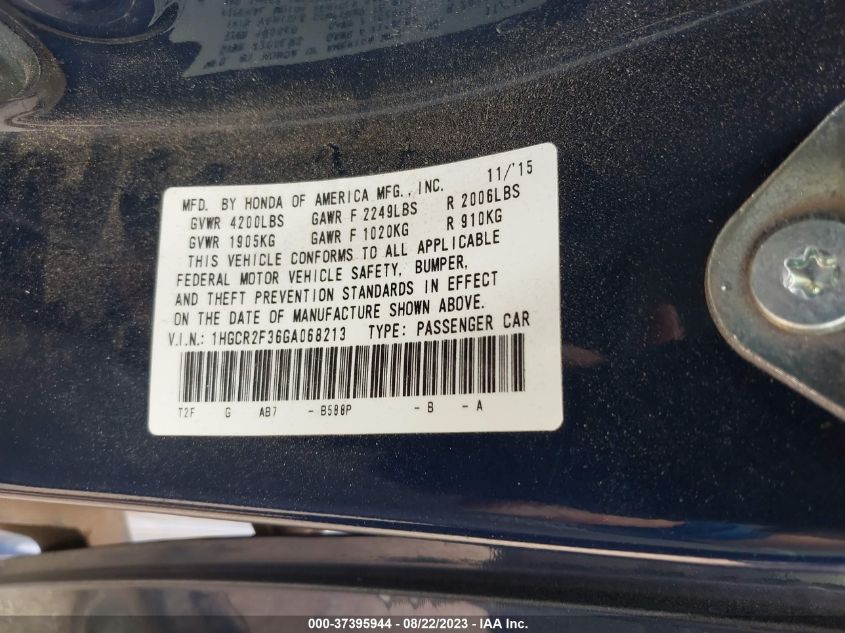 11/'15
MFD. BY HONDA OF AMERICA MFG., INC.
GVWR 4200LBS GAWR F 2249LBS R 2006LBS
GVWR 1905KG GAWR F 1020KG R 910KG
THIS VEHICLE CONFORMS TO ALL APPLICABLE
FEDERAL MOTOR VEHICLE SAFETY, BUMPER,
AND THEFT PREVENTION STANDARDS IN EFFECT
ON THE DATE OF MANUFACTURE SHOWN ABOVE.
V.I.N.: 1HGCR2F36GA068213 TYPE: PASSENGER CAR
T2F G AB7 - B588P - B - A
000-37395944 | 08/22/2023 - © IAA Inc.